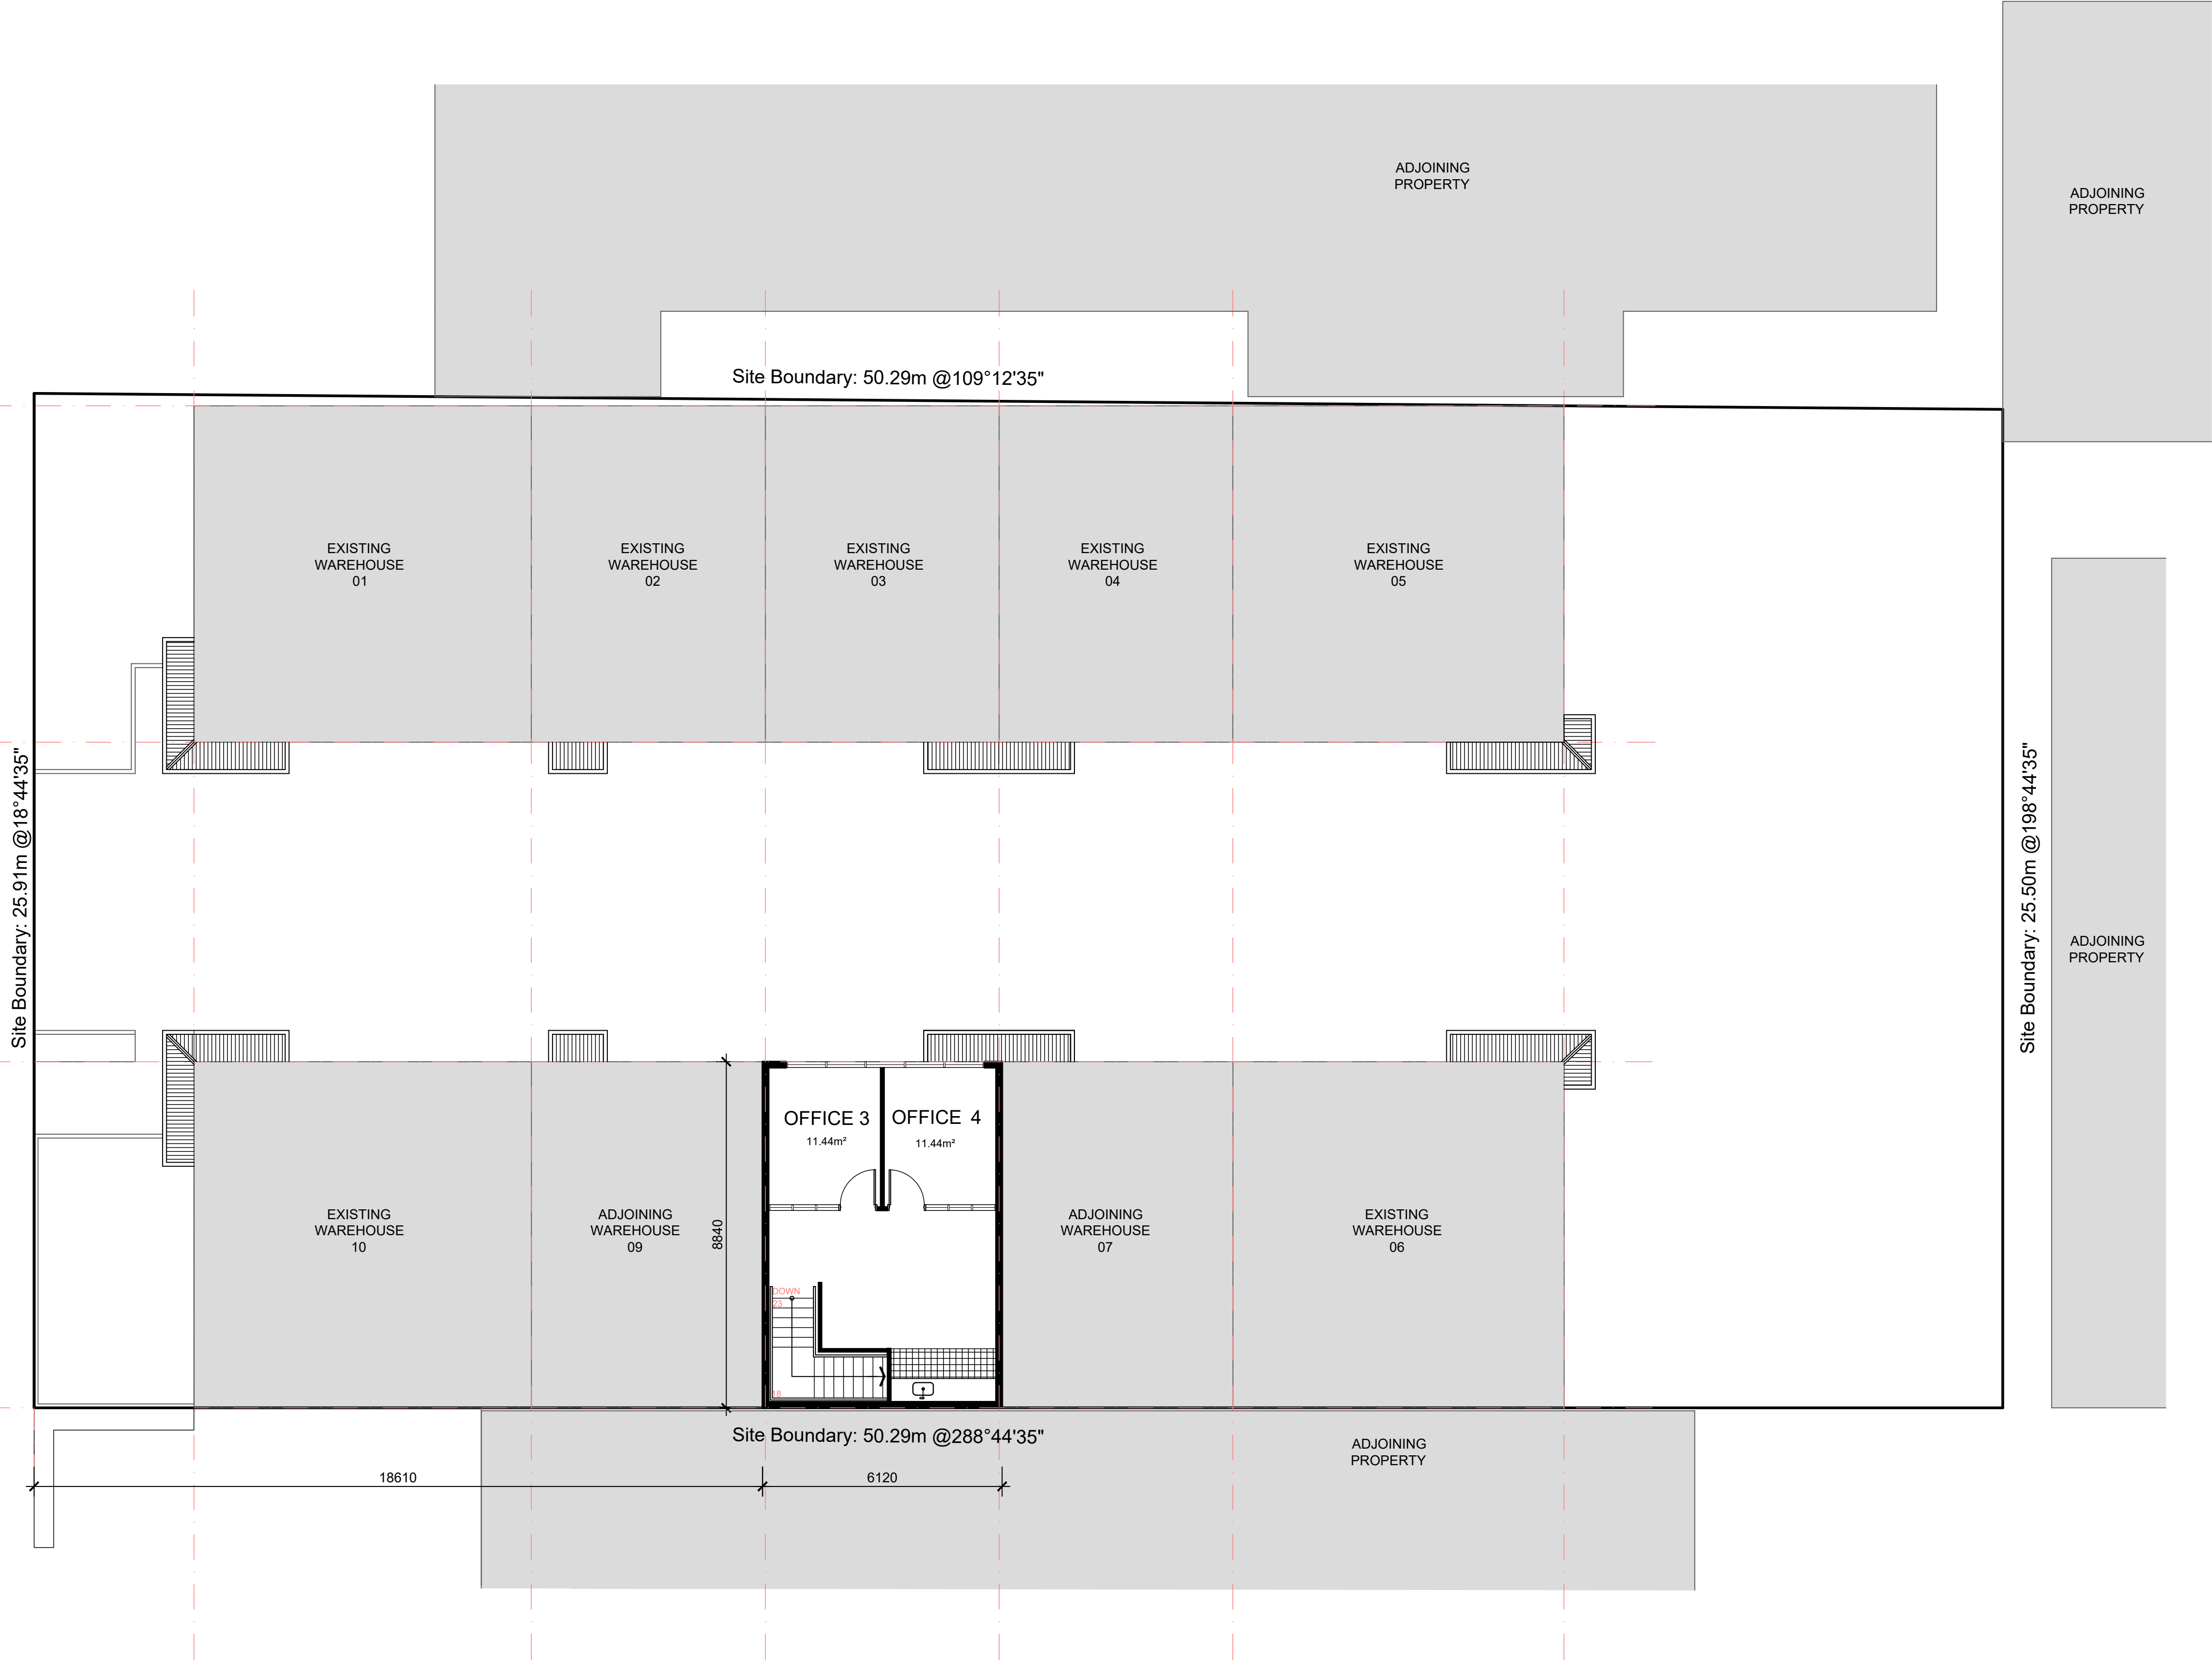 ADJOINING
PROPERTY
ADJOINING
PROPERTY
Site Boundary: 50.29m @109°12'35"
EXISTING
WAREHOUSE
01
EXISTING
WAREHOUSE
02
EXISTING
WAREHOUSE
03
EXISTING
WAREHOUSE
04
EXISTING
WAREHOUSE
05
Site Boundary: 25.91m @18°44'35"
Site Boundary: 25.50m @198°44'35"
ADJOINING
PROPERTY
OFFICE 3
11.44m²
OFFICE 4
11.44m²
EXISTING
WAREHOUSE
10
ADJOINING
WAREHOUSE
09
8840
ADJOINING
WAREHOUSE
07
EXISTING
WAREHOUSE
06
DOWN
23
18
Site Boundary: 50.29m @288°44'35"
ADJOINING
PROPERTY
18610
6120